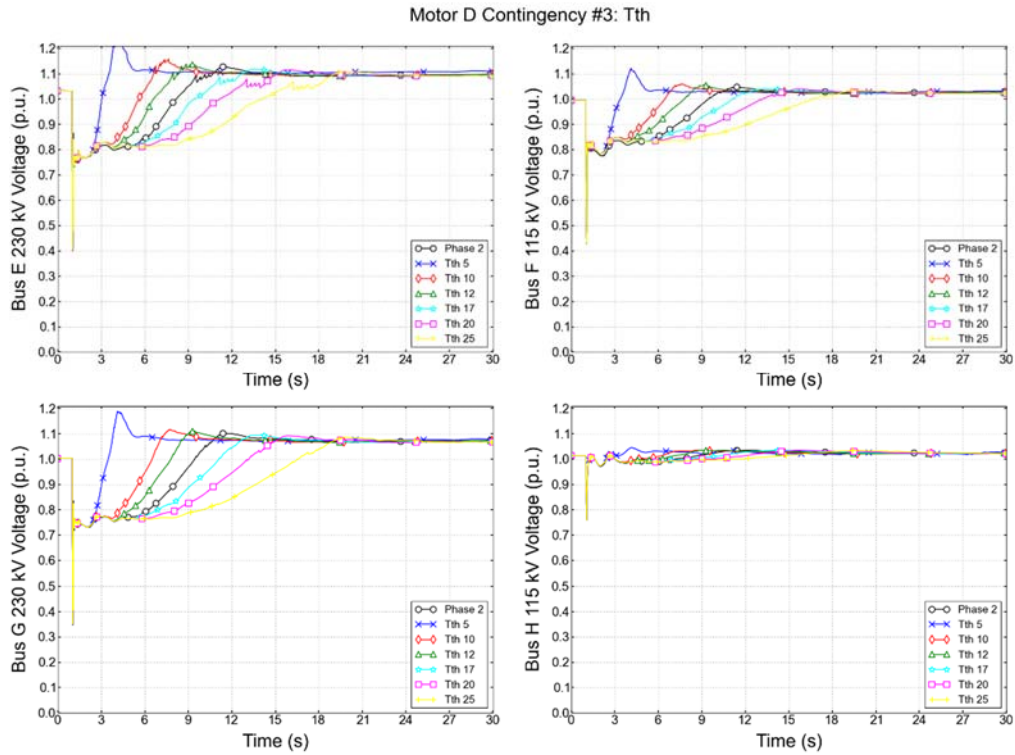 Motor D Contingency #3: Tth
Bus E 230 kV Voltage (p.u.)
1.2
1.1
1.0
0.9
0.8
0.7
0.6
0.5
0.4
0.3
0.2
0.1
0.0
Phase 2
Tth 5
Tth 10
Tth 12
Tth 17
Tth 20
Tth 25
0 3 6 9 12 15 18 21 24 27 30
Time (s)
Bus F 115 kV Voltage (p.u.)
1.2
1.1
1.0
0.9
0.8
0.7
0.6
0.5
0.4
0.3
0.2
0.1
0.0
Phase 2
Tth 5
Tth 10
Tth 12
Tth 17
Tth 20
Tth 25
0 3 6 9 12 15 18 21 24 27 30
Time (s)
Bus G 230 kV Voltage (p.u.)
1.2
1.1
1.0
0.9
0.8
0.7
0.6
0.5
0.4
0.3
0.2
0.1
0.0
Phase 2
Tth 5
Tth 10
Tth 12
Tth 17
Tth 20
Tth 25
0 3 6 9 12 15 18 21 24 27 30
Time (s)
Bus H 115 kV Voltage (p.u.)
1.2
1.1
1.0
0.9
0.8
0.7
0.6
0.5
0.4
0.3
0.2
0.1
0.0
Phase 2
Tth 5
Tth 10
Tth 12
Tth 17
Tth 20
Tth 25
0 3 6 9 12 15 18 21 24 27 30
Time (s)